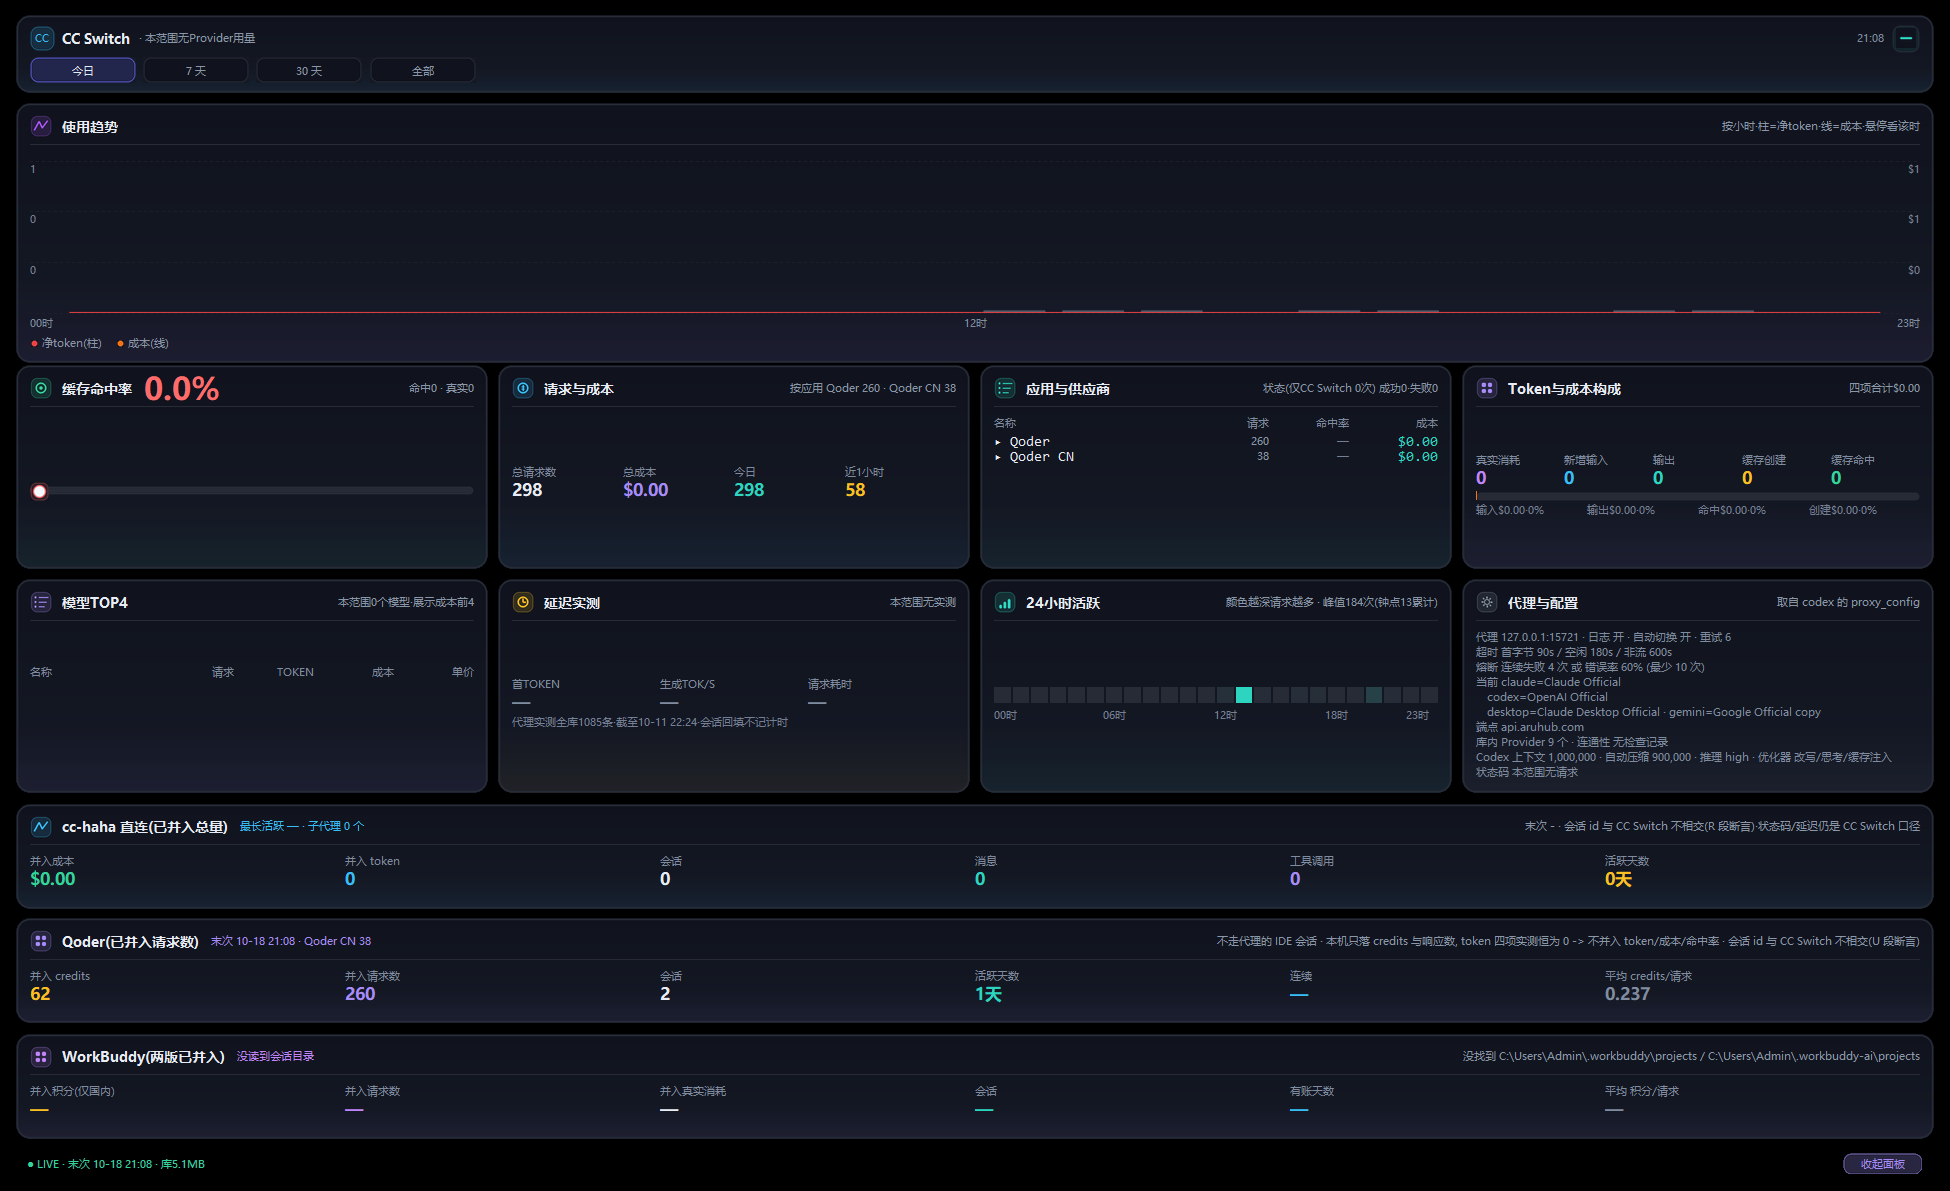 CC CC Switch · 本范围无Provider用量 21:08
今日 7 天 30 天 全部
使用趋势 按小时·柱=净token·线=成本·悬停看该时
1 $1
0 $1
0 $0
00时 12时 23时
净token(柱) 成本(线)
缓存命中率 0.0% 命中0 · 真实0
请求与成本 按应用 Qoder 260 · Qoder CN 38
总请求数 总成本 今日 近1小时
298 $0.00 298 58
应用与供应商 状态(仅CC Switch 0次) 成功0·失败0
名称 请求 命中率 成本
▸ Qoder 260 — $0.00
▸ Qoder CN 38 — $0.00
Token与成本构成 四项合计$0.00
真实消耗 新增输入 输出 缓存创建 缓存命中
0 0 0 0 0
输入$0.00·0% 输出$0.00·0% 命中$0.00·0% 创建$0.00·0%
模型TOP4 本范围0个模型·展示成本前4
名称 请求 TOKEN 成本 单价
延迟实测 本范围无实测
首TOKEN 生成TOK/S 请求耗时
— — —
代理实测全库1085条·截至10-11 22:24·会话回填不记计时
24小时活跃 颜色越深请求越多 · 峰值184次(钟点13累计)
00时 06时 12时 18时 23时
代理与配置 取自 codex 的 proxy_config
代理 127.0.0.1:15721 · 日志 开 · 自动切换 开 · 重试 6
超时 首字节 90s / 空闲 180s / 非流 600s
熔断 连续失败 4 次 或 错误率 60% (最少 10 次)
当前 claude=Claude Official
codex=OpenAI Official
desktop=Claude Desktop Official · gemini=Google Official copy
端点 api.aruhub.com
库内 Provider 9 个 · 连通性 无检查记录
Codex 上下文 1,000,000 · 自动压缩 900,000 · 推理 high · 优化器 改写/思考/缓存注入
状态码 本范围无请求
cc-haha 直连(已并入总量) 最长活跃 — · 子代理 0 个 末次 - · 会话 id 与 CC Switch 不相交(R 段断言)·状态码/延迟仍是 CC Switch 口径
并入成本 并入 token 会话 消息 工具调用 活跃天数
$0.00 0 0 0 0 0天
Qoder(已并入请求数) 末次 10-18 21:08 · Qoder CN 38 不走代理的 IDE 会话 · 本机只落 credits 与响应数, token 四项实测恒为 0 -> 不并入 token/成本/命中率 · 会话 id 与 CC Switch 不相交(U 段断言)
并入 credits 并入请求数 会话 活跃天数 连续 平均 credits/请求
62 260 2 1天 — 0.237
WorkBuddy(两版已并入) 没读到会话目录 没找到 C:\Users\Admin\.workbuddy\projects / C:\Users\Admin\.workbuddy-ai\projects
并入积分(仅国内) 并入请求数 并入真实消耗 会话 有账天数 平均 积分/请求
— — — — — —
LIVE · 末次 10-18 21:08 · 库5.1MB 收起面板